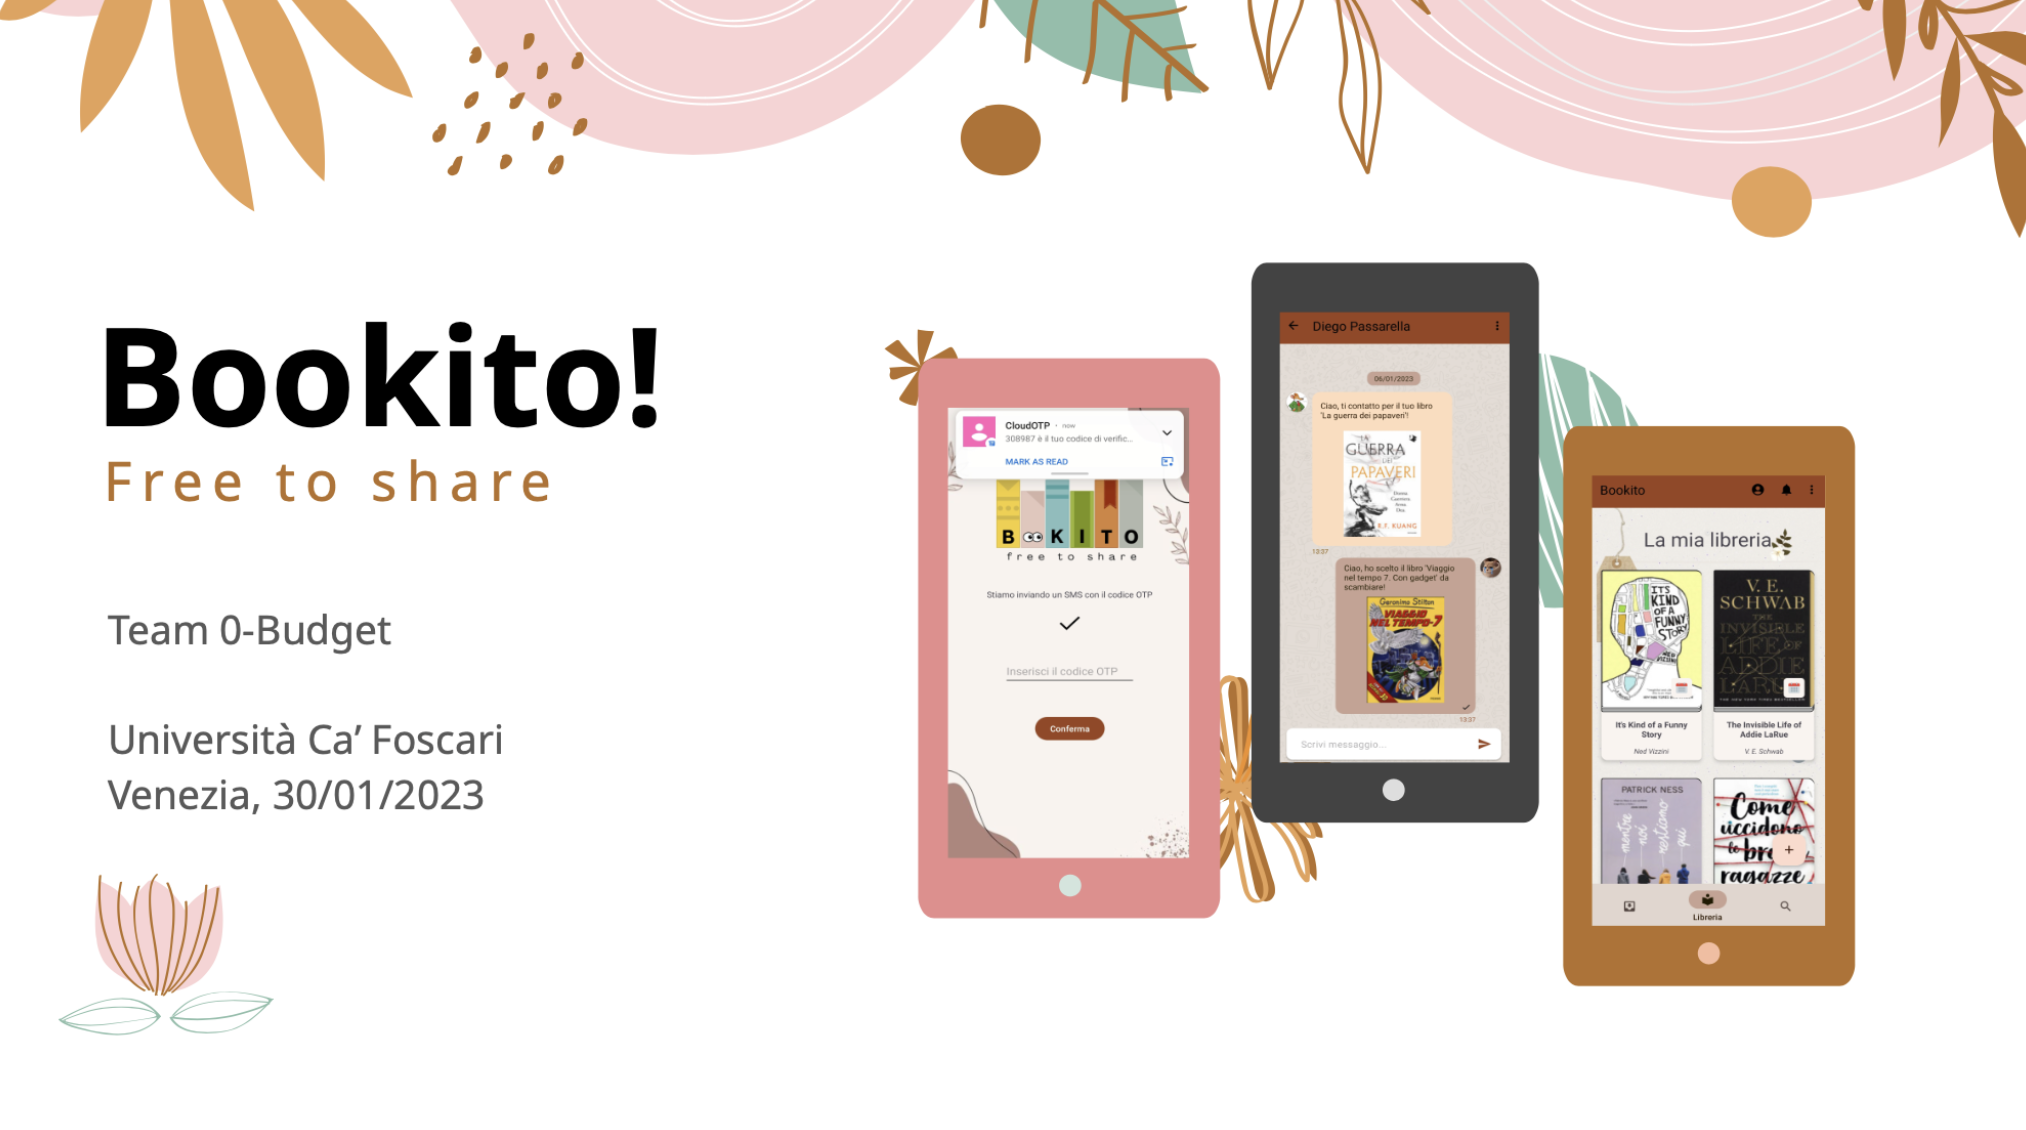 Bookito!
Free to share
Team 0-Budget
Università Ca’ Foscari
Venezia, 30/01/2023
CloudOTP · now
308987 è il tuo codice di verific...
MARK AS READ
B K I T O
free to share
Stiamo inviando un SMS con il codice OTP
Inserisci il codice OTP
Conferma
Diego Passarella
06/01/2023
Ciao, ti contatto per il tuo libro
'La guerra dei papaveri'!
GUERRA
DEI
PAPAVERI
R.F. KUANG
13:37
Ciao, ho scelto il libro 'Viaggio
nel tempo 7. Con gadget' da
scambiare!
Geronimo Stilton
VIAGGIO
NEL TEMPO-7
13:37
Scrivi messaggio...
Bookito
La mia libreria
ITS
KIND
OF A
FUNNY
STORY
V. E.
SCHWAB
THE
INVISIBLE
LIFE OF
ADDIE
LARUE
It's Kind of a Funny
Story
Ned Vizzini
The Invisible Life of
Addie LaRue
V. E. Schwab
PATRICK NESS
mentre
noi
restiamo
qui
Come
uccidono
le br
ragazze
+
Libreria